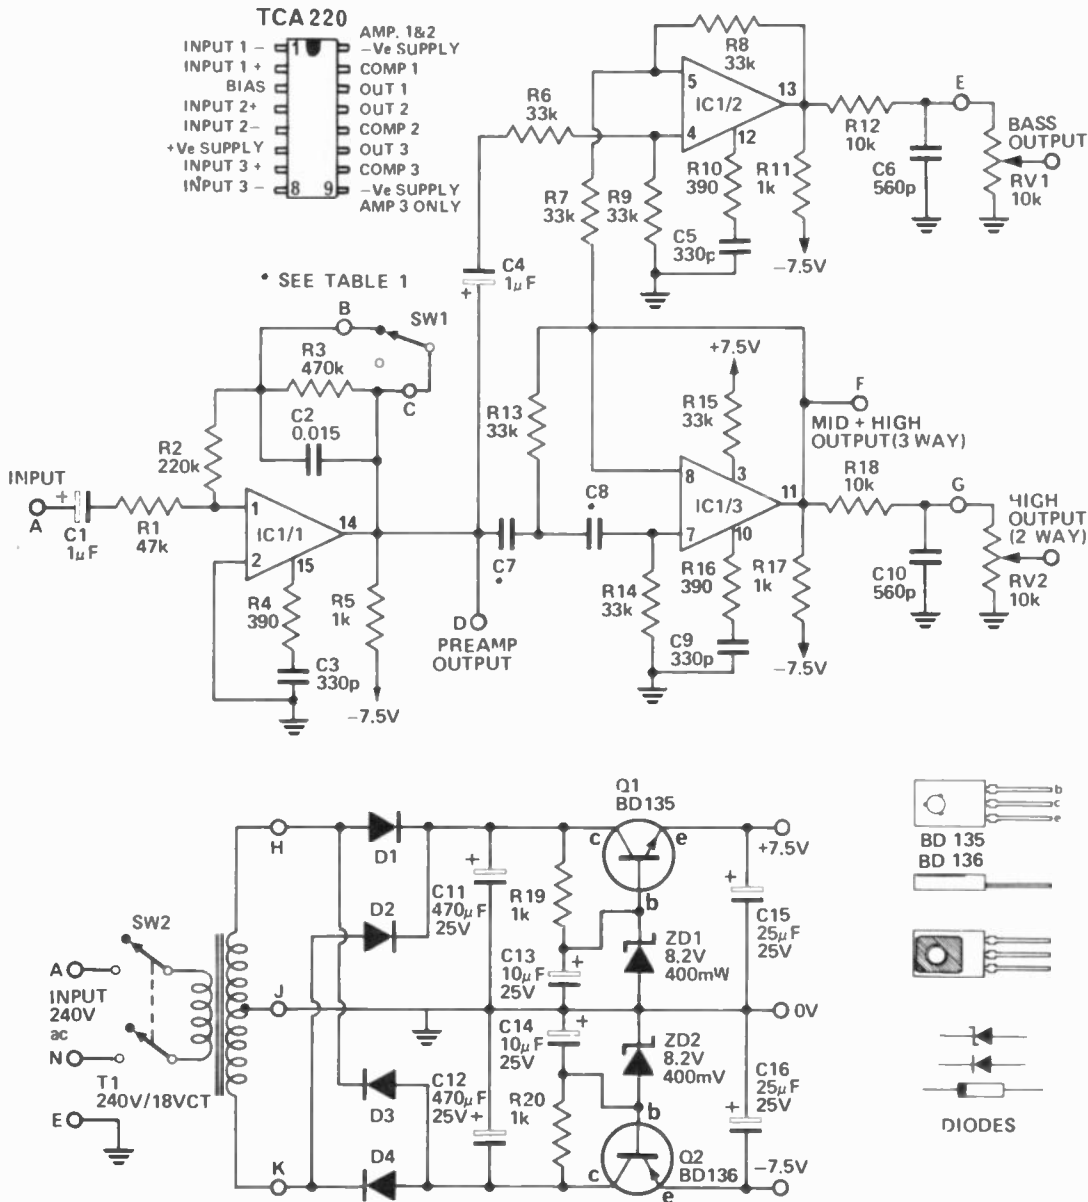 TCA 220
INPUT 1 –
INPUT 1 +
BIAS
INPUT 2+
INPUT 2–
+Ve SUPPLY
INPUT 3 +
INPUT 3 –
1
8
9
AMP. 1&2
–Ve SUPPLY
COMP 1
OUT 1
OUT 2
COMP 2
OUT 3
COMP 3
–Ve SUPPLY
AMP 3 ONLY
R8
33k
5
4
IC1/2
13
12
R6
33k
R7
33k
R9
33k
R10
390
C5
330p
R11
1k
–7.5V
R12
10k
E
C6
560p
BASS
OUTPUT
RV1
10k
C4
1µF
+
• SEE TABLE 1
B
SW1
R3
470k
C
C2
0.015
R2
220k
INPUT
A
+
C1
1µF
R1
47k
1
2
IC1/1
14
15
R4
390
C3
330p
R5
1k
–7.5V
D
PREAMP
OUTPUT
C7
•
R13
33k
C8
•
R14
33k
+7.5V
R15
33k
8
7
IC1/3
3
11
10
R16
390
C9
330p
R17
1k
–7.5V
F
MID + HIGH
OUTPUT(3 WAY)
R18
10k
G
C10
560p
HIGH
OUTPUT
(2 WAY)
RV2
10k
SW2
A
INPUT
240V
ac
N
T1
240V/18VCT
E
H
J
K
D1
D2
D3
D4
+
C11
470µF
25V
C12
470µF
25V
+
R19
1k
C13
10µF
25V
+
C14
10µF
25V
+
R20
1k
Q1
BD135
c
e
b
ZD1
8.2V
400mW
ZD2
8.2V
400mV
b
c
e
Q2
BD136
+
C15
25µF
25V
C16
25µF
25V
+
+7.5V
0V
–7.5V
b
c
e
BD 135
BD 136
DIODES